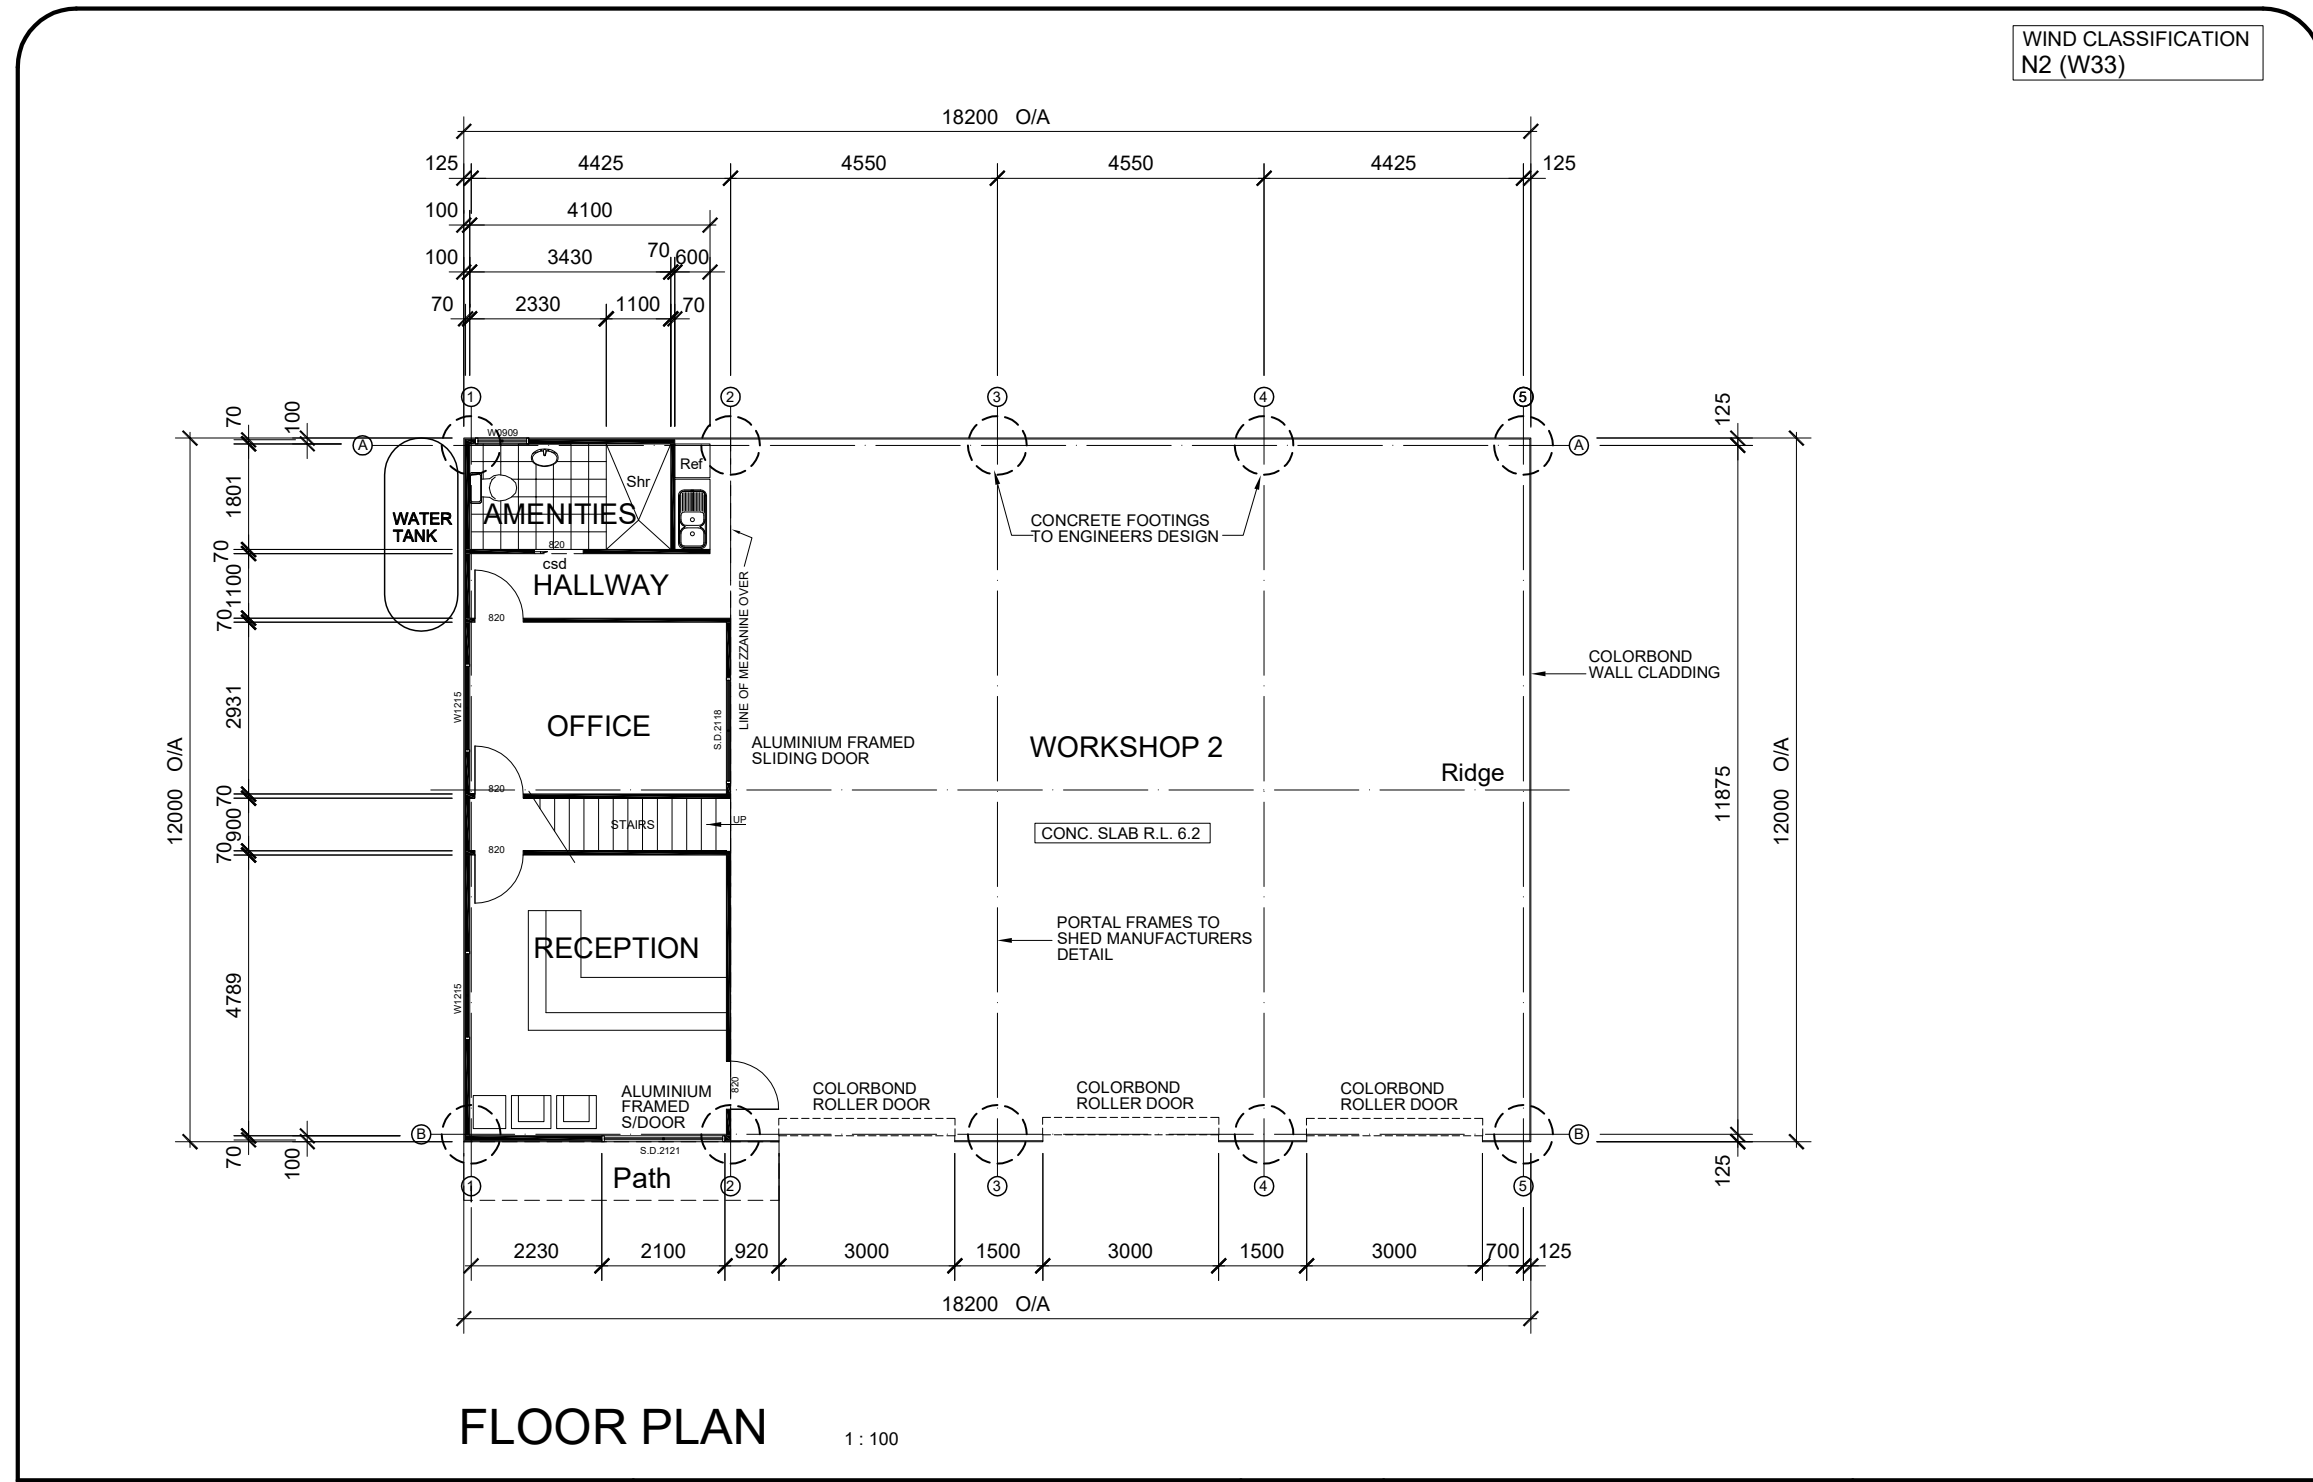 WIND CLASSIFICATION
N2 (W33)
18200 O/A
125 4425 4550 4550 4425 125
100 4100
100 3430 70 600
70 2330 1100 70
1 2 3 4 5
A A
B B
1 2 3 4 5
70 100
1801
70
1100
70
2931
70
900
70
4789
70 100
12000 O/A
125
11875
125
12000 O/A
W0909
Ref
Shr
AMENITIES
WATER
TANK
820
csd
HALLWAY
820
LINE OF MEZZANINE OVER
CONCRETE FOOTINGS
TO ENGINEERS DESIGN
COLORBOND
WALL CLADDING
W1215
OFFICE
S.D.2118
ALUMINIUM FRAMED
SLIDING DOOR
WORKSHOP 2
Ridge
820
STAIRS
UP
CONC. SLAB R.L. 6.2
820
RECEPTION
PORTAL FRAMES TO
SHED MANUFACTURERS
DETAIL
W1215
ALUMINIUM
FRAMED
S/DOOR
820
COLORBOND
ROLLER DOOR
COLORBOND
ROLLER DOOR
COLORBOND
ROLLER DOOR
S.D.2121
Path
2230 2100 920 3000 1500 3000 1500 3000 700 125
18200 O/A
FLOOR PLAN
1 : 100